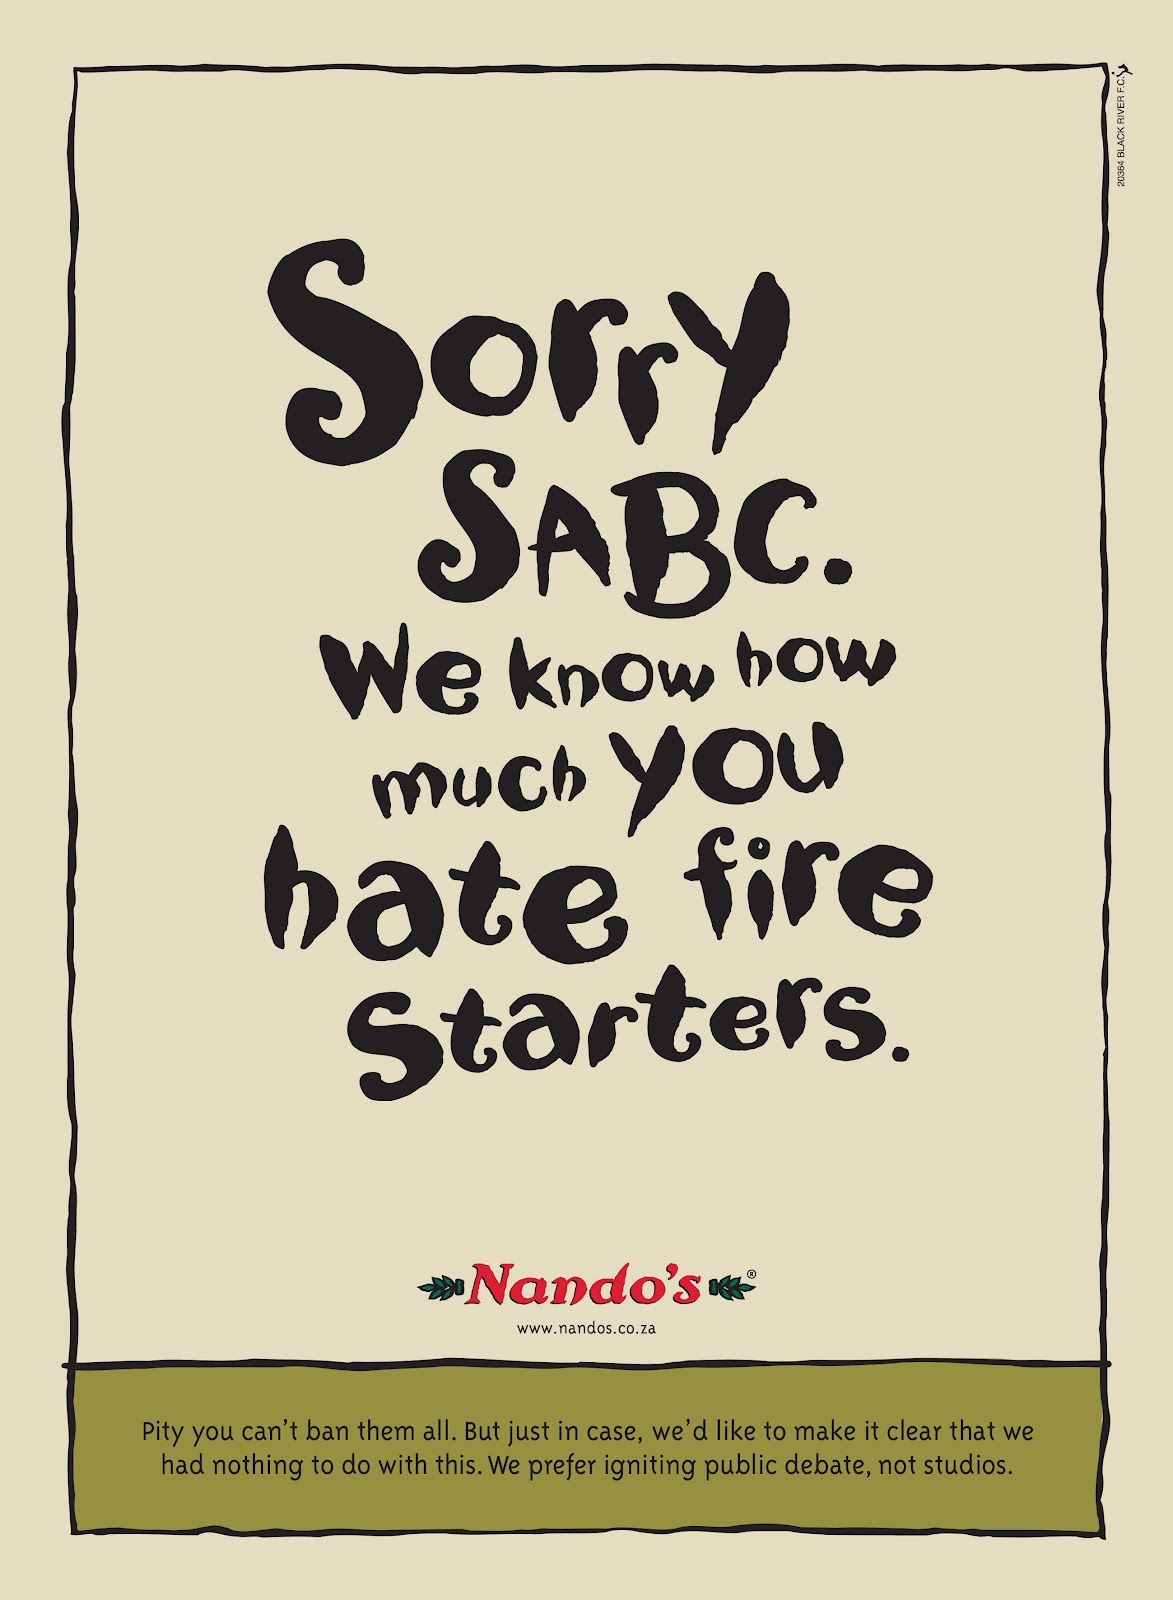 20364 BLACK RIVER F.C.
Sorry
SABC.
We know how
much you
hate fire
starters.
Nando's®
www.nandos.co.za
Pity you can't ban them all. But just in case, we'd like to make it clear that we
had nothing to do with this. We prefer igniting public debate, not studios.